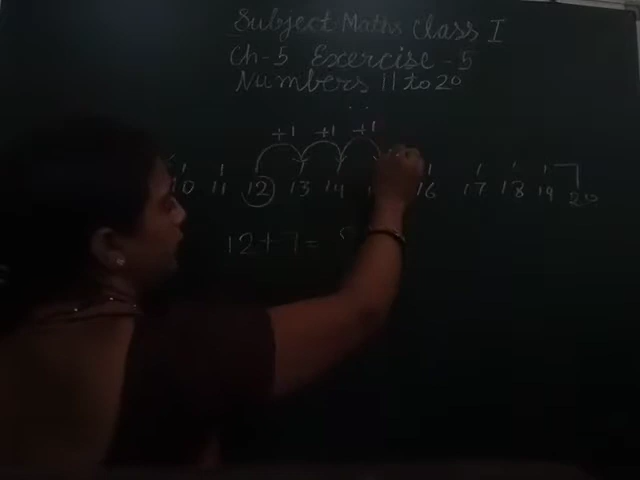 Subject Maths Class I
Ch-5 Exercise - 5
Numbers 11 to 20
+1 +1 +1
10 11 12 13 14 1 16 17 18 19 20
12+7=